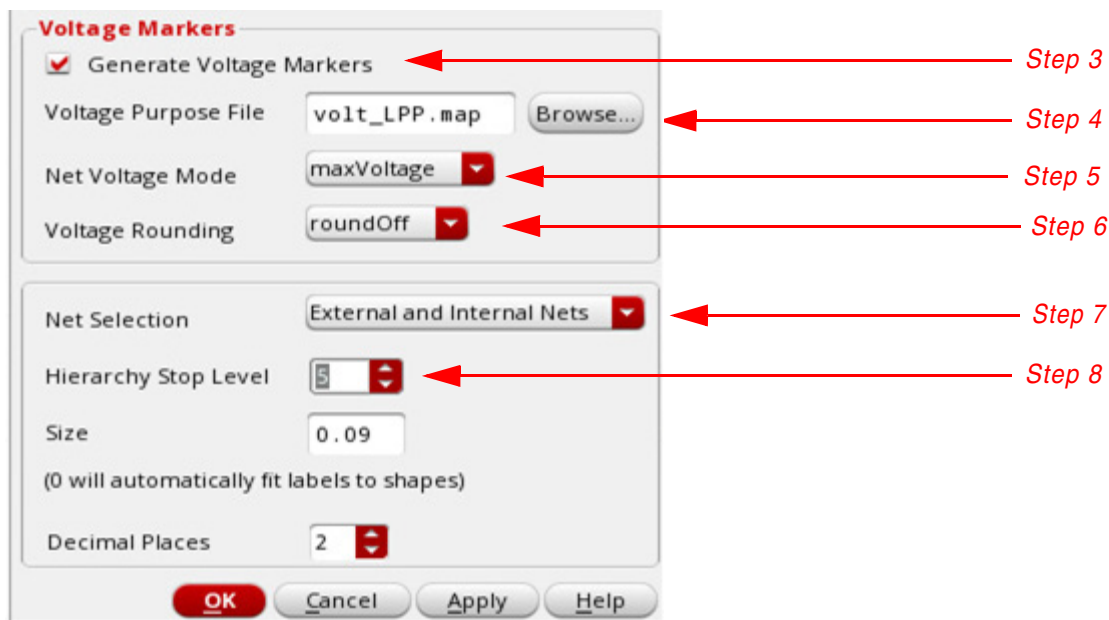 Voltage Markers
Generate Voltage Markers
Step 3
Voltage Purpose File volt_LPP.map Browse...
Step 4
Net Voltage Mode maxVoltage
Step 5
Voltage Rounding roundOff
Step 6
Net Selection External and Internal Nets
Step 7
Hierarchy Stop Level 5
Step 8
Size 0.09
(0 will automatically fit labels to shapes)
Decimal Places 2
OK Cancel Apply Help